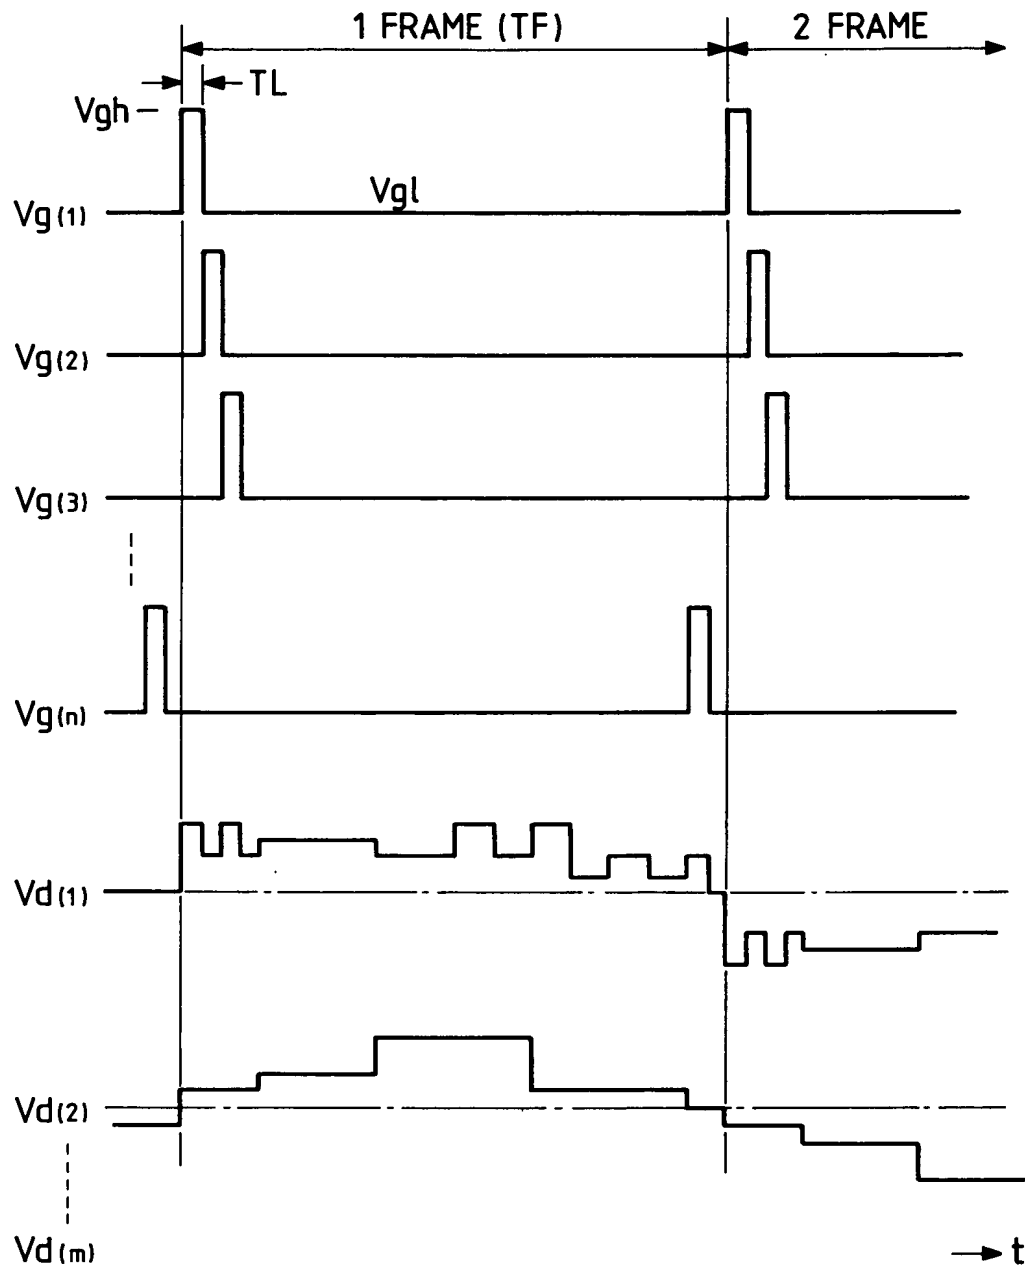 1 FRAME (TF)
2 FRAME
TL
Vgh
Vgl
Vg(1)
Vg(2)
Vg(3)
Vg(n)
Vd(1)
Vd(2)
Vd(m)
t